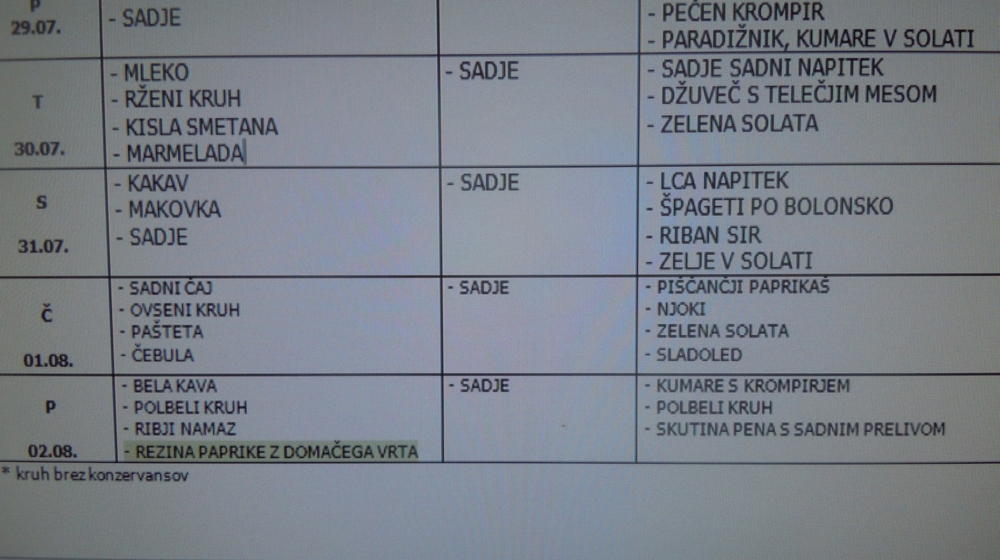 P
29.07.
- SADJE
- PEČEN KROMPIR
- PARADIŽNIK, KUMARE V SOLATI
T
30.07.
- MLEKO
- RŽENI KRUH
- KISLA SMETANA
- MARMELADA
- SADJE
- SADJE SADNI NAPITEK
- DŽUVEČ S TELEČJIM MESOM
- ZELENA SOLATA
S
31.07.
- KAKAV
- MAKOVKA
- SADJE
- SADJE
- LCA NAPITEK
- ŠPAGETI PO BOLONSKO
- RIBAN SIR
- ZELJE V SOLATI
Č
01.08.
- SADNI ČAJ
- OVSENI KRUH
- PAŠTETA
- ČEBULA
- SADJE
- PIŠČANČJI PAPRIKAŠ
- NJOKI
- ZELENA SOLATA
- SLADOLED
P
02.08.
- BELA KAVA
- POLBELI KRUH
- RIBJI NAMAZ
- REZINA PAPRIKE Z DOMAČEGA VRTA
- SADJE
- KUMARE S KROMPIRJEM
- POLBELI KRUH
- SKUTINA PENA S SADNIM PRELIVOM
* kruh brez konzervansov